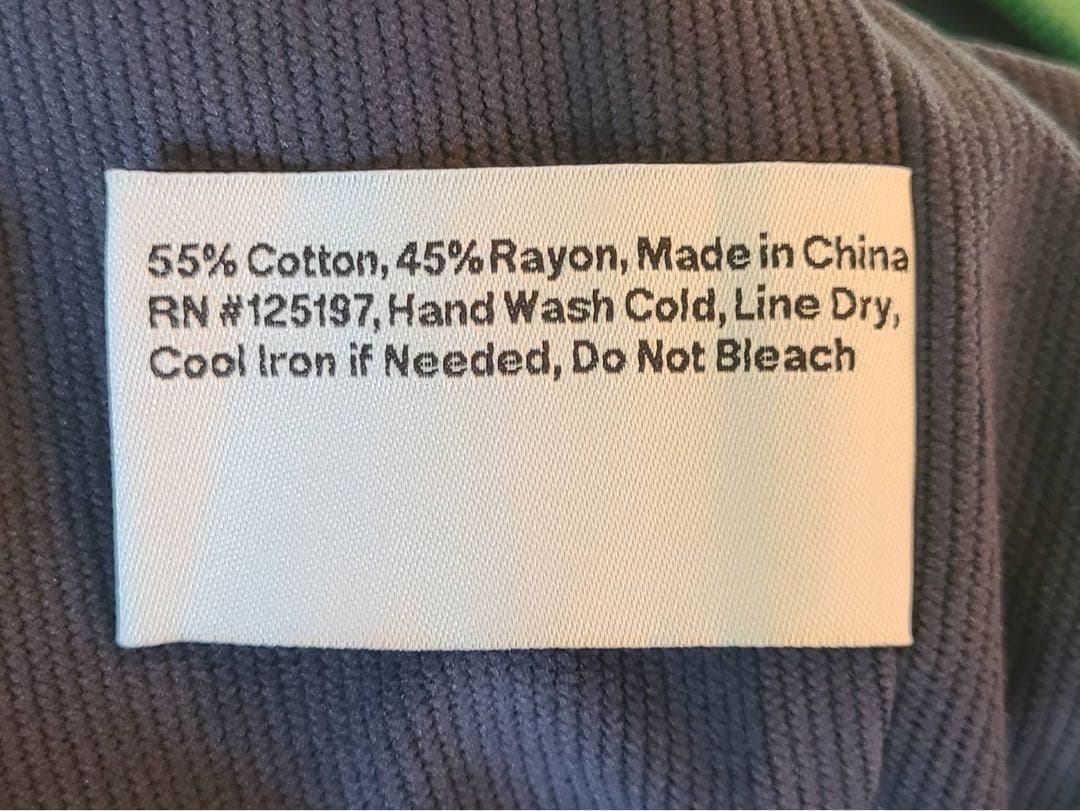 55% Cotton, 45% Rayon, Made in China
RN #125197, Hand Wash Cold, Line Dry,
Cool Iron if Needed, Do Not Bleach